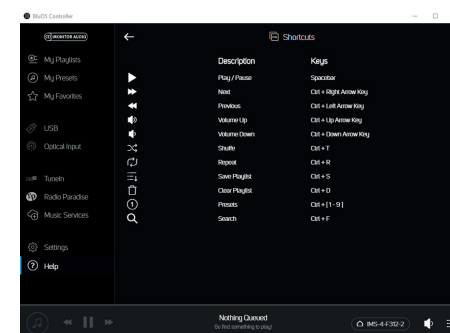 BluOS Controller
MONITOR AUDIO
Shortcuts
My Playlists
My Presets
My Favorites
USB
Optical Input
TuneIn
Radio Paradise
Music Services
Settings
Help
Description Keys
Play / Pause Spacebar
Next Ctrl + Right Arrow Key
Previous Ctrl + Left Arrow Key
Volume Up Ctrl + Up Arrow Key
Volume Down Ctrl + Down Arrow Key
Shuffle Ctrl + T
Repeat Ctrl + R
Save Playlist Ctrl + S
Clear Playlist Ctrl + D
1 Presets Ctrl + [1 - 9]
Search Ctrl + F
Nothing Queued
Go find something to play!
IMS-4-F312-2